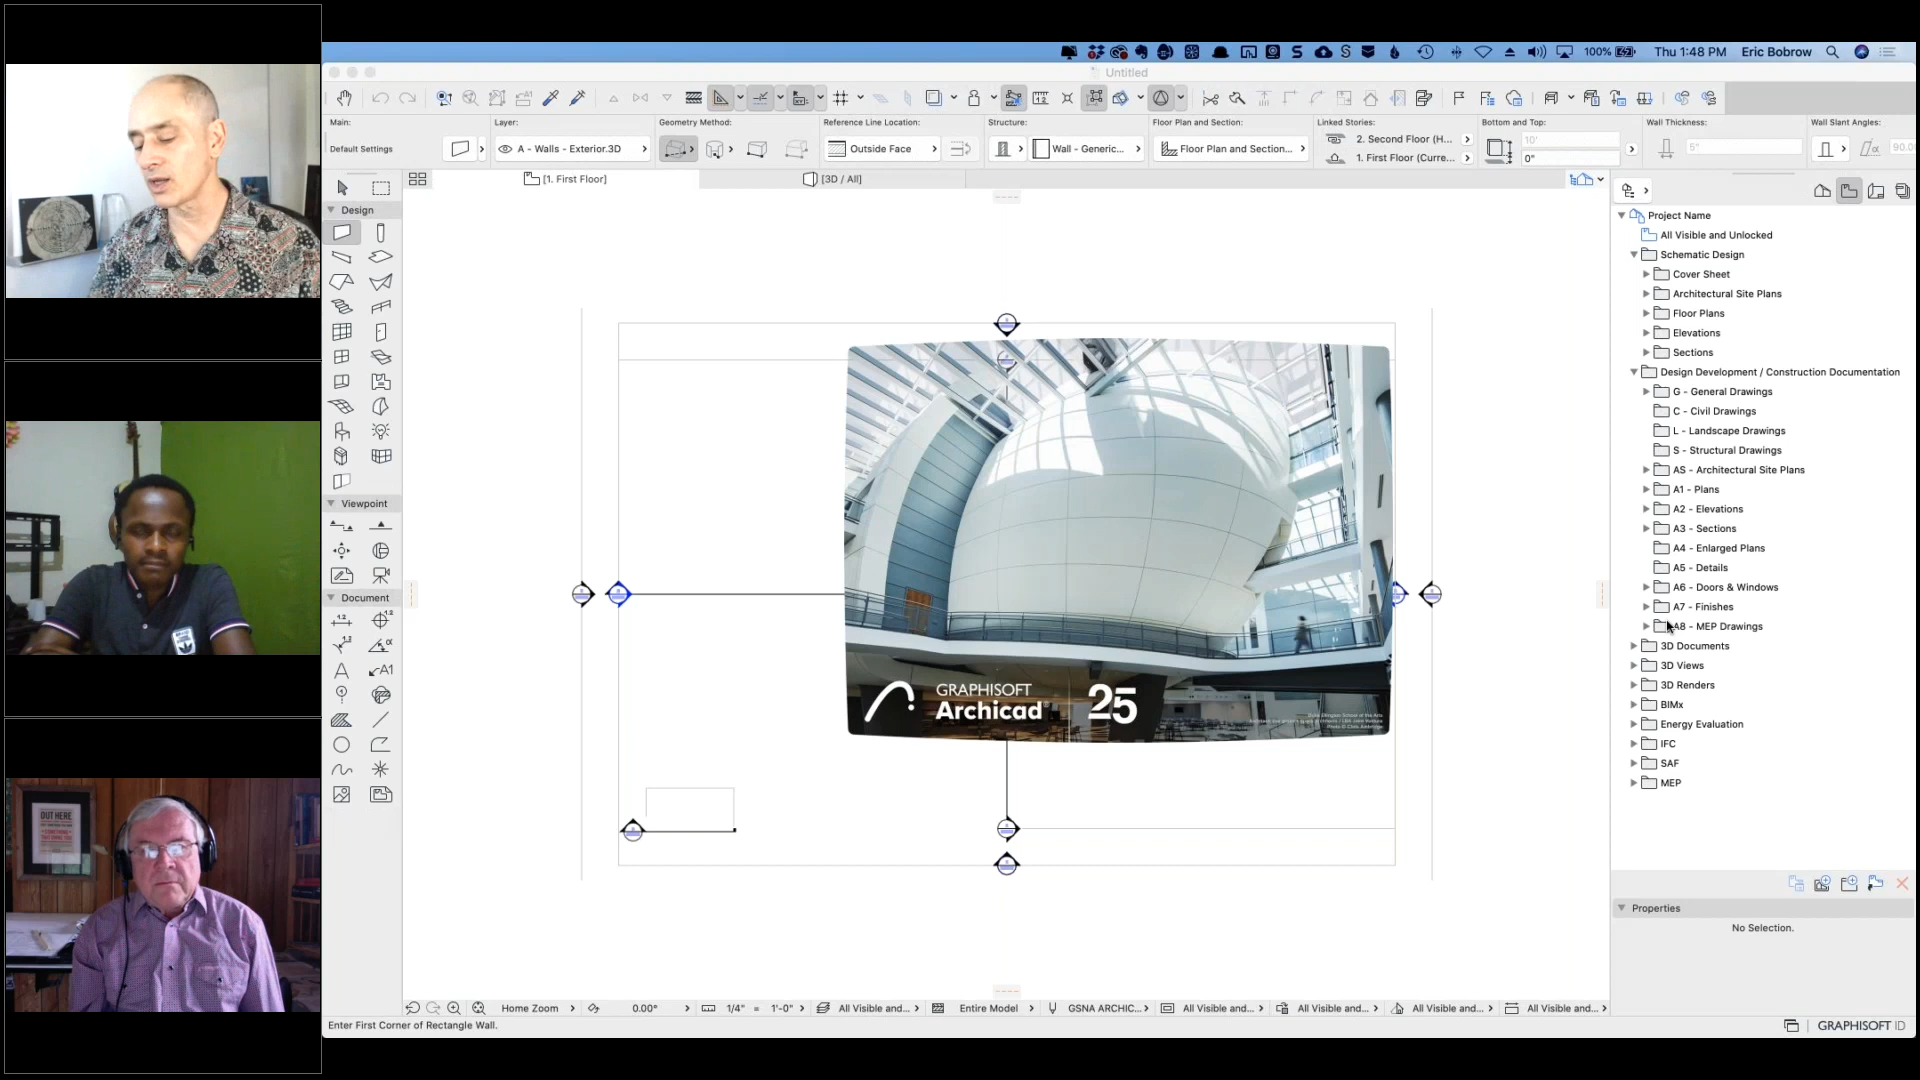 Thu 1:48 PM
Eric Bobrow
100%
Untitled
Main:
Layer:
Geometry Method:
Reference Line Location:
Structure:
Floor Plan and Section:
Linked Stories:
Bottom and Top:
Wall Thickness:
Wall Slant Angles:
Default Settings
A - Walls - Exterior.3D
Outside Face
Wall - Generic...
Floor Plan and Section...
2. Second Floor (H...
1. First Floor (Curre...
10'
0"
5"
90.0
[1. First Floor]
[3D / All]
Design
Viewpoint
Document
Project Name
All Visible and Unlocked
Schematic Design
Cover Sheet
Architectural Site Plans
Floor Plans
Elevations
Sections
Design Development / Construction Documentation
G - General Drawings
C - Civil Drawings
L - Landscape Drawings
S - Structural Drawings
AS - Architectural Site Plans
A1 - Plans
A2 - Elevations
A3 - Sections
A4 - Enlarged Plans
A5 - Details
A6 - Doors & Windows
A7 - Finishes
A8 - MEP Drawings
3D Documents
3D Views
3D Renders
BIMx
Energy Evaluation
IFC
SAF
MEP
Properties
No Selection.
GRAPHISOFT
Archicad
25
OUT HERE
Home Zoom
0.00°
1/4" = 1'-0"
All Visible and...
Entire Model
GSNA ARCHIC...
All Visible and...
All Visible and...
All Visible and...
All Visible and...
Enter First Corner of Rectangle Wall.
GRAPHISOFT ID